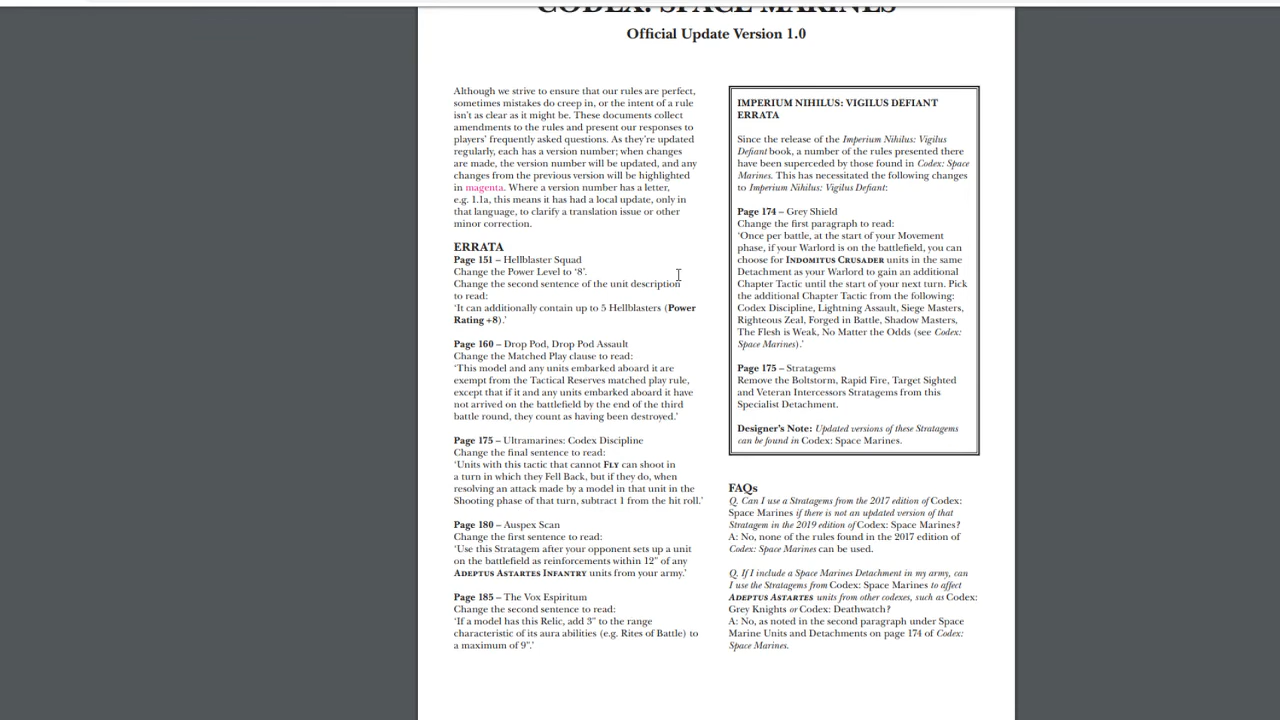 CODEX: SPACE MARINES
Official Update Version 1.0
Although we strive to ensure that our rules are perfect,
sometimes mistakes do creep in, or the intent of a rule
isn't as clear as it might be. These documents collect
amendments to the rules and present our responses to
players' frequently asked questions. As they're updated
regularly, each has a version number; when changes
are made, the version number will be updated, and any
changes from the previous version will be highlighted
in magenta. Where a version number has a letter,
e.g. 1.1a, this means it has had a local update, only in
that language, to clarify a translation issue or other
minor correction.
ERRATA
Page 151 – Hellblaster Squad
Change the Power Level to '8'.
Change the second sentence of the unit description
to read:
'It can additionally contain up to 5 Hellblasters (Power
Rating +8).'
Page 160 – Drop Pod, Drop Pod Assault
Change the Matched Play clause to read:
'This model and any units embarked aboard it are
exempt from the Tactical Reserves matched play rule,
except that if it and any units embarked aboard it have
not arrived on the battlefield by the end of the third
battle round, they count as having been destroyed.'
Page 175 – Ultramarines: Codex Discipline
Change the final sentence to read:
'Units with this tactic that cannot FLY can shoot in
a turn in which they Fell Back, but if they do, when
resolving an attack made by a model in that unit in the
Shooting phase of that turn, subtract 1 from the hit roll.'
Page 180 – Auspex Scan
Change the first sentence to read:
'Use this Stratagem after your opponent sets up a unit
on the battlefield as reinforcements within 12" of any
ADEPTUS ASTARTES INFANTRY units from your army.'
Page 185 – The Vox Espiritum
Change the second sentence to read:
'If a model has this Relic, add 3" to the range
characteristic of its aura abilities (e.g. Rites of Battle) to
a maximum of 9".'
IMPERIUM NIHILUS: VIGILUS DEFIANT
ERRATA
Since the release of the Imperium Nihilus: Vigilus
Defiant book, a number of the rules presented there
have been superceded by those found in Codex: Space
Marines. This has necessitated the following changes
to Imperium Nihilus: Vigilus Defiant:
Page 174 – Grey Shield
Change the first paragraph to read:
'Once per battle, at the start of your Movement
phase, if your Warlord is on the battlefield, you can
choose for INDOMITUS CRUSADER units in the same
Detachment as your Warlord to gain an additional
Chapter Tactic until the start of your next turn. Pick
the additional Chapter Tactic from the following:
Codex Discipline, Lightning Assault, Siege Masters,
Righteous Zeal, Forged in Battle, Shadow Masters,
The Flesh is Weak, No Matter the Odds (see Codex:
Space Marines).'
Page 175 – Stratagems
Remove the Boltstorm, Rapid Fire, Target Sighted
and Veteran Intercessors Stratagems from this
Specialist Detachment.
Designer's Note: Updated versions of these Stratagems
can be found in Codex: Space Marines.
FAQs
Q. Can I use a Stratagems from the 2017 edition of Codex:
Space Marines if there is not an updated version of that
Stratagem in the 2019 edition of Codex: Space Marines?
A: No, none of the rules found in the 2017 edition of
Codex: Space Marines can be used.
Q. If I include a Space Marines Detachment in my army, can
I use the Stratagems from Codex: Space Marines to affect
ADEPTUS ASTARTES units from other codexes, such as Codex:
Grey Knights or Codex: Deathwatch?
A: No, as noted in the second paragraph under Space
Marine Units and Detachments on page 174 of Codex:
Space Marines.